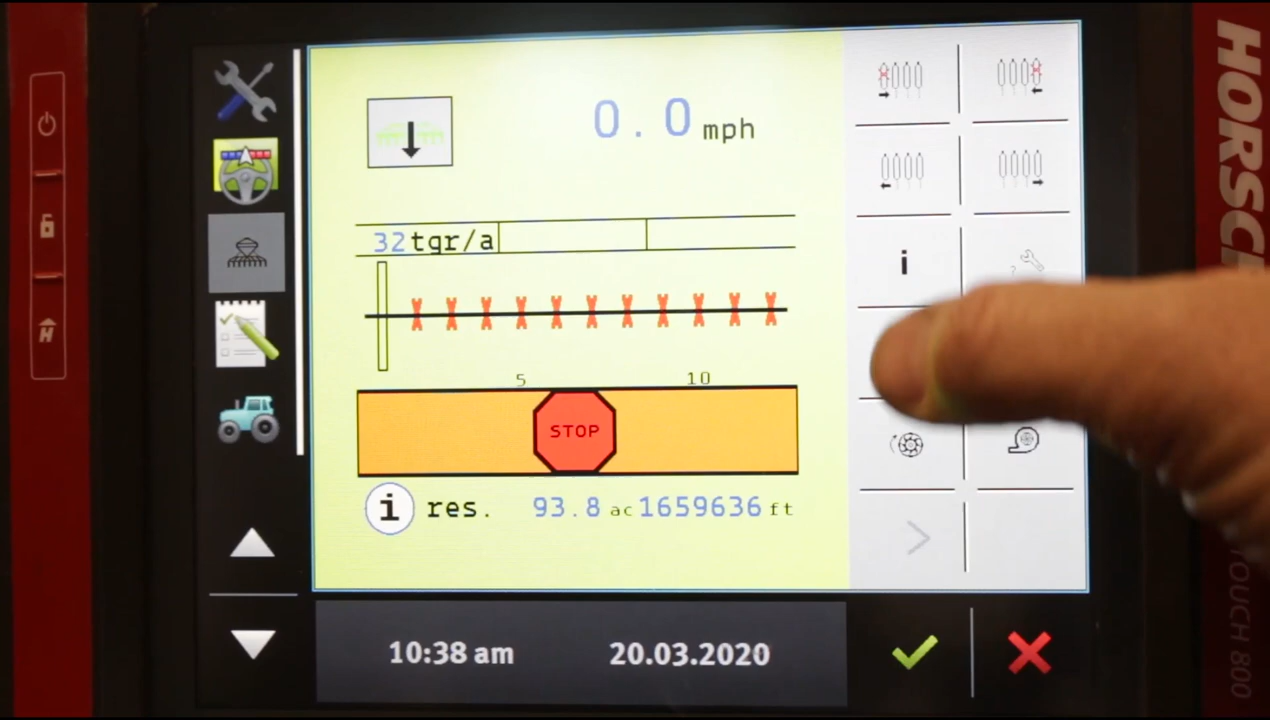 0.0 mph
32 tgr/a
5 10
STOP
i res. 93.8 ac 1659636 ft
i
10:38 am 20.03.2020
HORSCH
TOUCH 800
H